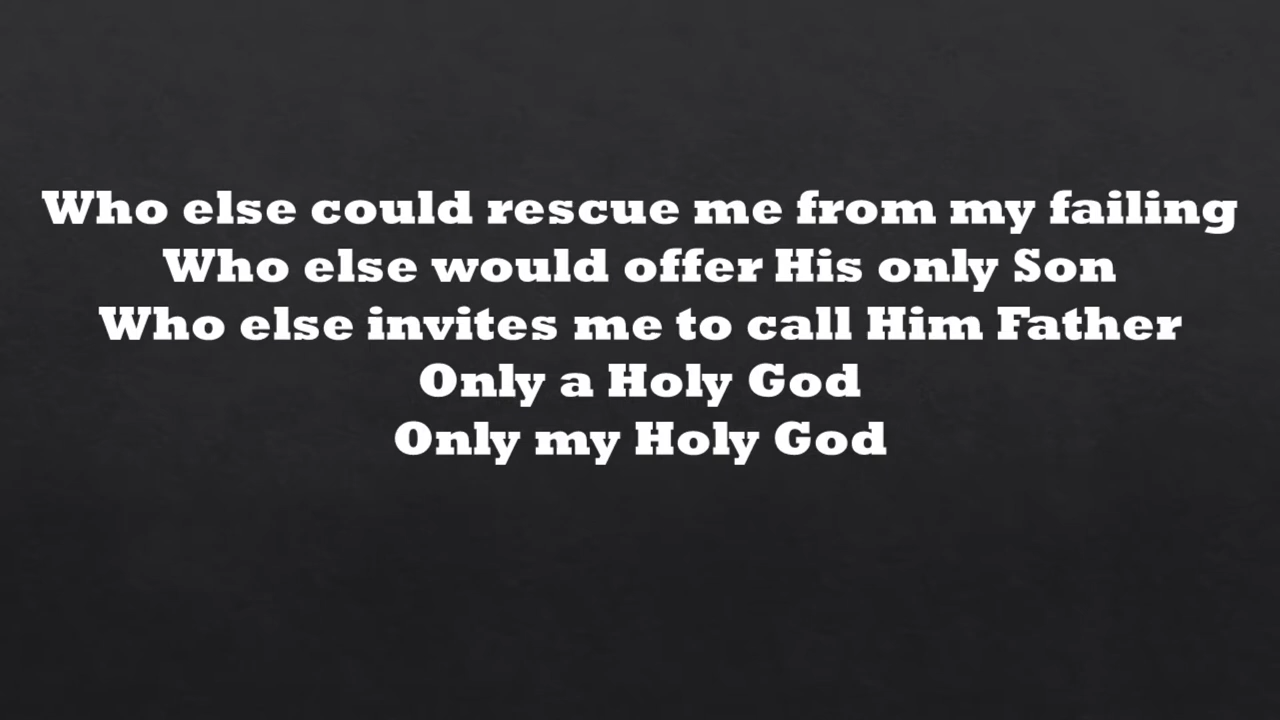 Who else could rescue me from my failing
Who else would offer His only Son
Who else invites me to call Him Father
Only a Holy God
Only my Holy God